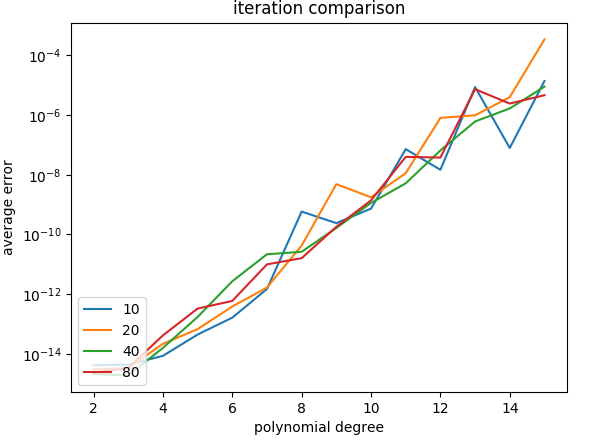 iteration comparison
average error
10⁻⁴
10⁻⁶
10⁻⁸
10⁻¹⁰
10⁻¹²
10⁻¹⁴
10
20
40
80
2 4 6 8 10 12 14
polynomial degree